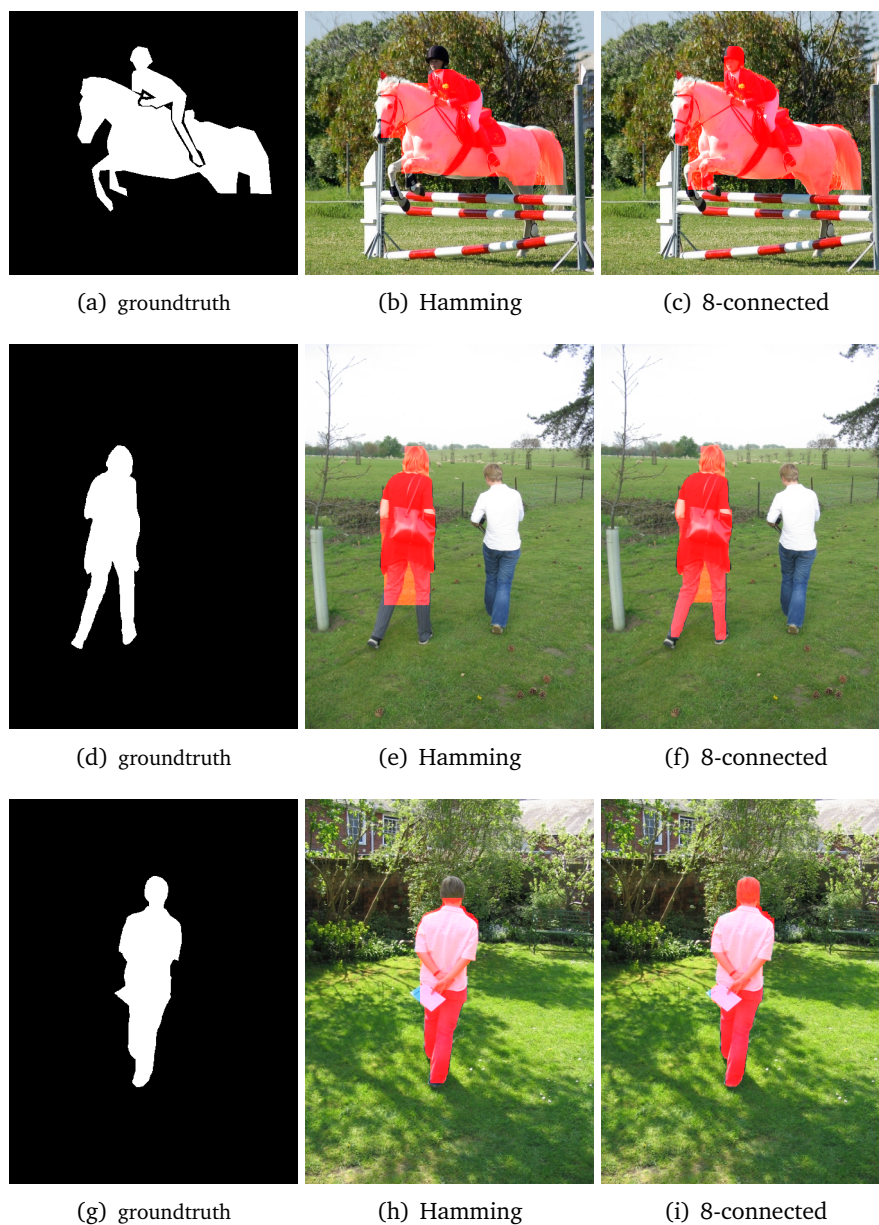 (a) groundtruth (b) Hamming (c) 8-connected
(d) groundtruth (e) Hamming (f) 8-connected
(g) groundtruth (h) Hamming (i) 8-connected